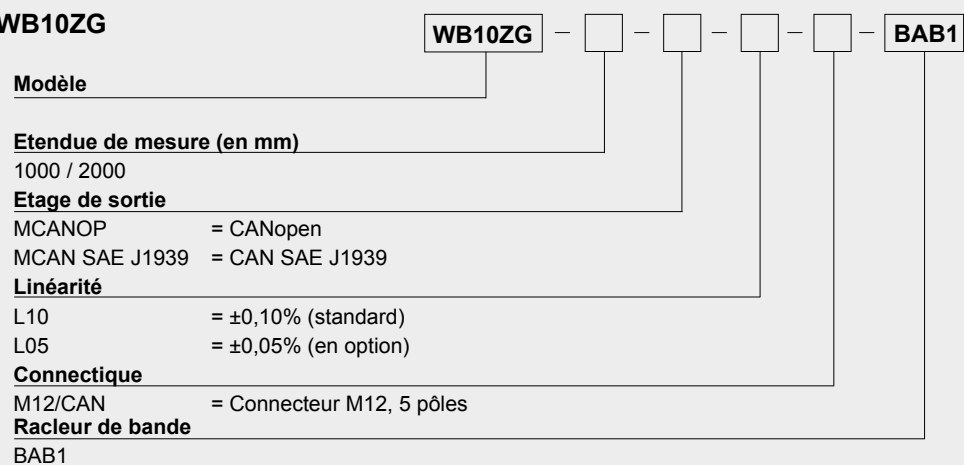 WB10ZG
WB10ZG – – – – – BAB1
Modèle
Etendue de mesure (en mm)
1000 / 2000
Etage de sortie
MCANOP = CANopen
MCAN SAE J1939 = CAN SAE J1939
Linéarité
L10 = ±0,10% (standard)
L05 = ±0,05% (en option)
Connectique
M12/CAN = Connecteur M12, 5 pôles
Racleur de bande
BAB1